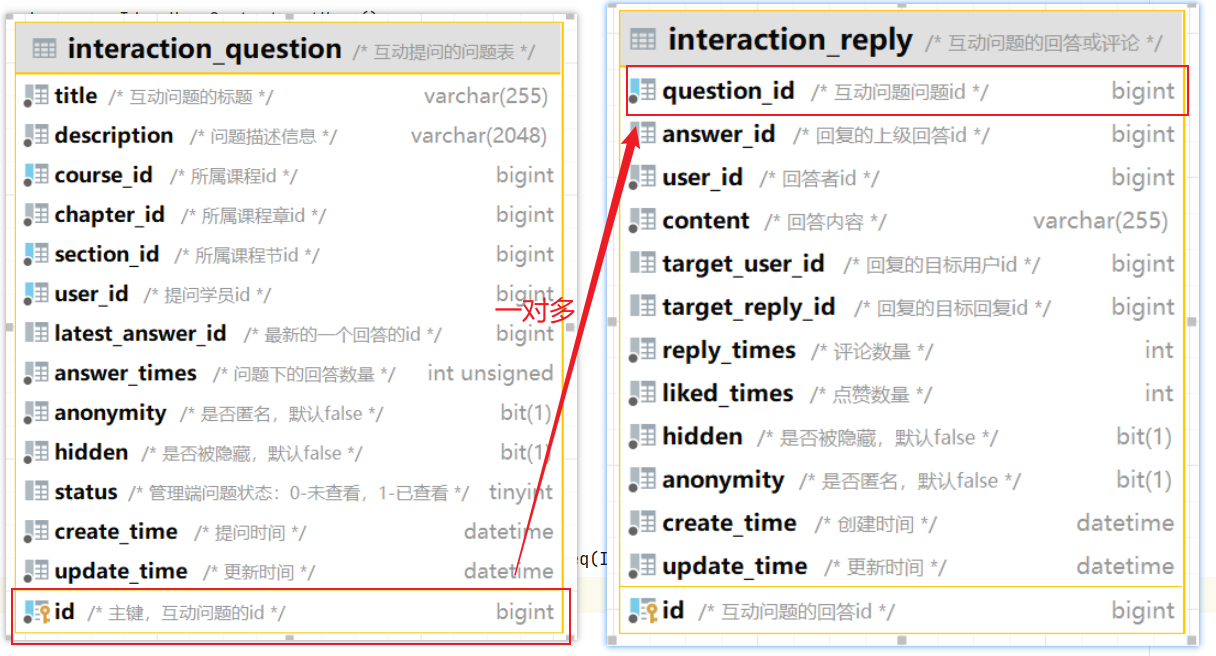 interaction_question /* 互动提问的问题表 */
title /* 互动问题的标题 */ varchar(255)
description /* 问题描述信息 */ varchar(2048)
course_id /* 所属课程id */ bigint
chapter_id /* 所属课程章id */ bigint
section_id /* 所属课程节id */ bigint
user_id /* 提问学员id */ bigint
latest_answer_id /* 最新的一个回答的id */ bigint
answer_times /* 问题下的回答数量 */ int unsigned
anonymity /* 是否匿名，默认false */ bit(1)
hidden /* 是否被隐藏，默认false */ bit(1)
status /* 管理端问题状态：0-未查看，1-已查看 */ tinyint
create_time /* 提问时间 */ datetime
update_time /* 更新时间 */ datetime
id /* 主键，互动问题的id */ bigint
一对多
eq(I
interaction_reply /* 互动问题的回答或评论 */
question_id /* 互动问题问题id */ bigint
answer_id /* 回复的上级回答id */ bigint
user_id /* 回答者id */ bigint
content /* 回答内容 */ varchar(255)
target_user_id /* 回复的目标用户id */ bigint
target_reply_id /* 回复的目标回复id */ bigint
reply_times /* 评论数量 */ int
liked_times /* 点赞数量 */ int
hidden /* 是否被隐藏，默认false */ bit(1)
anonymity /* 是否匿名，默认false */ bit(1)
create_time /* 创建时间 */ datetime
update_time /* 更新时间 */ datetime
id /* 互动问题的回答id */ bigint